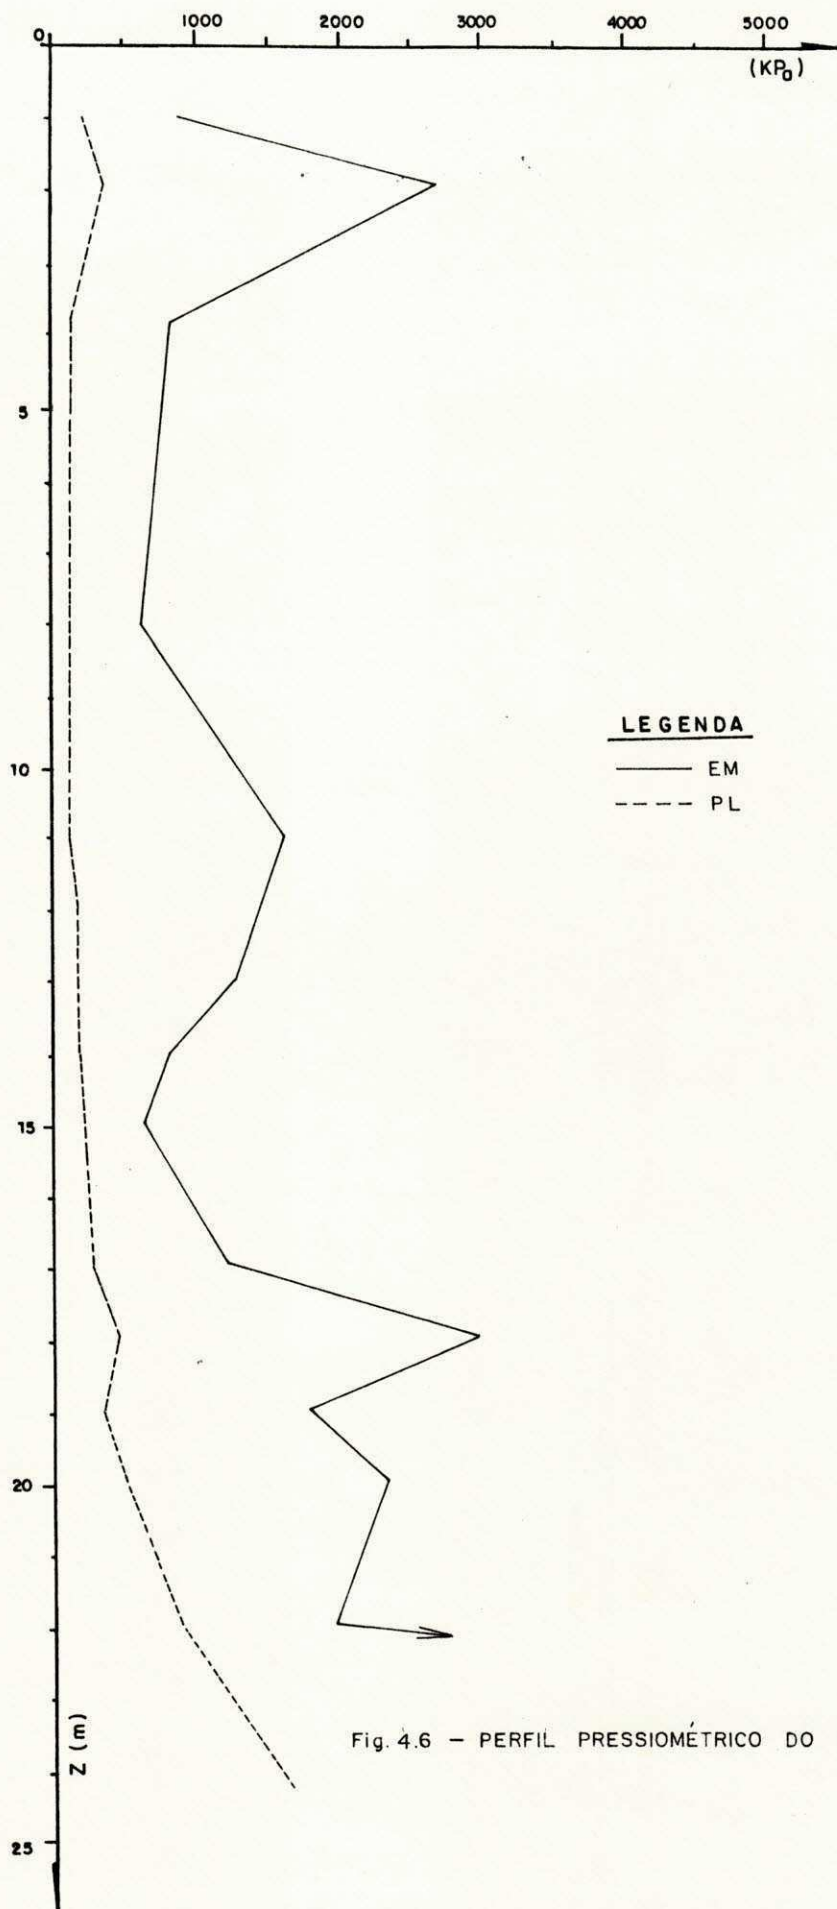 0 1000 2000 3000 4000 5000
(KPa)
5
LEGENDA
10
EM
PL
15
20
Z (m)
Fig. 4.6 – PERFIL PRESSIOMÉTRICO DO
25